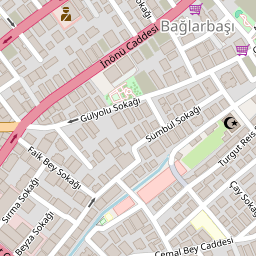 Bağlarbaşı
İnönü Caddesi
Gülyolu Sokağı
Sümbül Sokağı
Turgut Reis
Faik Bey Sokağı
Çay Sokağı
Sırma Sokağı
Beyza Sokağı
Cemal Bey Caddesi